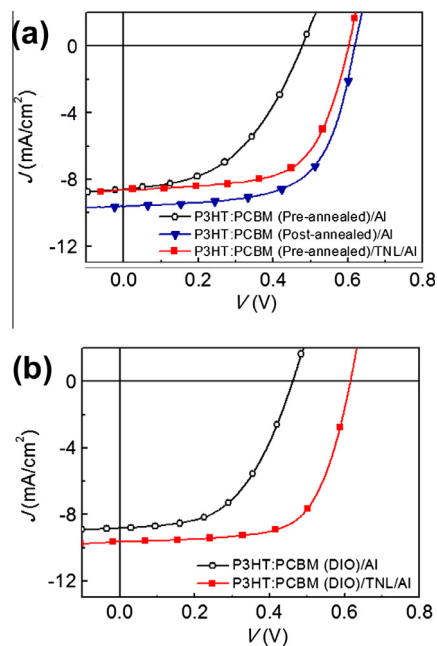 (a)
0
-4
-8
-12
J (mA/cm²)
P3HT:PCBM (Pre-annealed)/Al
P3HT:PCBM (Post-annealed)/Al
P3HT:PCBM (Pre-annealed)/TNL/Al
0.0 0.2 0.4 0.6 0.8
V (V)
(b)
0
-4
-8
-12
J (mA/cm²)
P3HT:PCBM (DIO)/Al
P3HT:PCBM (DIO)/TNL/Al
0.0 0.2 0.4 0.6 0.8
V (V)